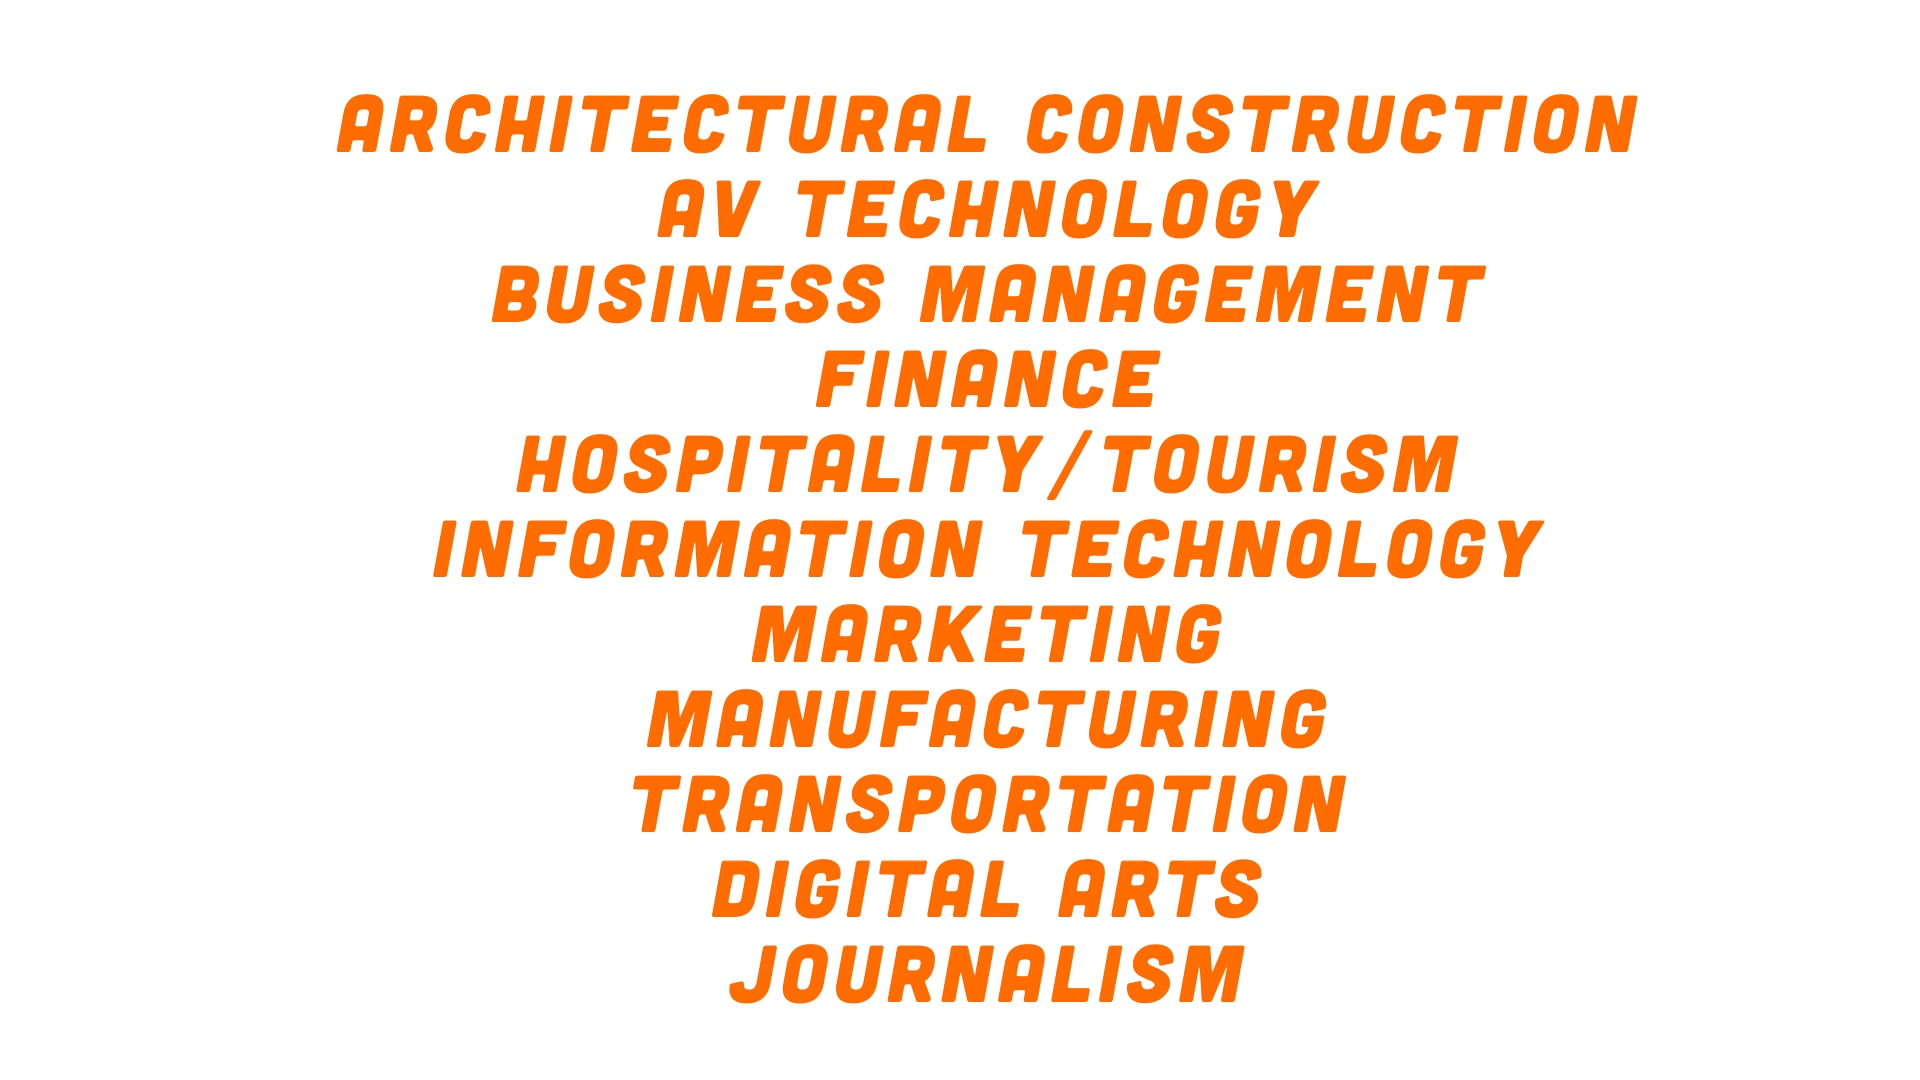 ARCHITECTURAL CONSTRUCTION
AV TECHNOLOGY
BUSINESS MANAGEMENT
FINANCE
HOSPITALITY/TOURISM
INFORMATION TECHNOLOGY
MARKETING
MANUFACTURING
TRANSPORTATION
DIGITAL ARTS
JOURNALISM